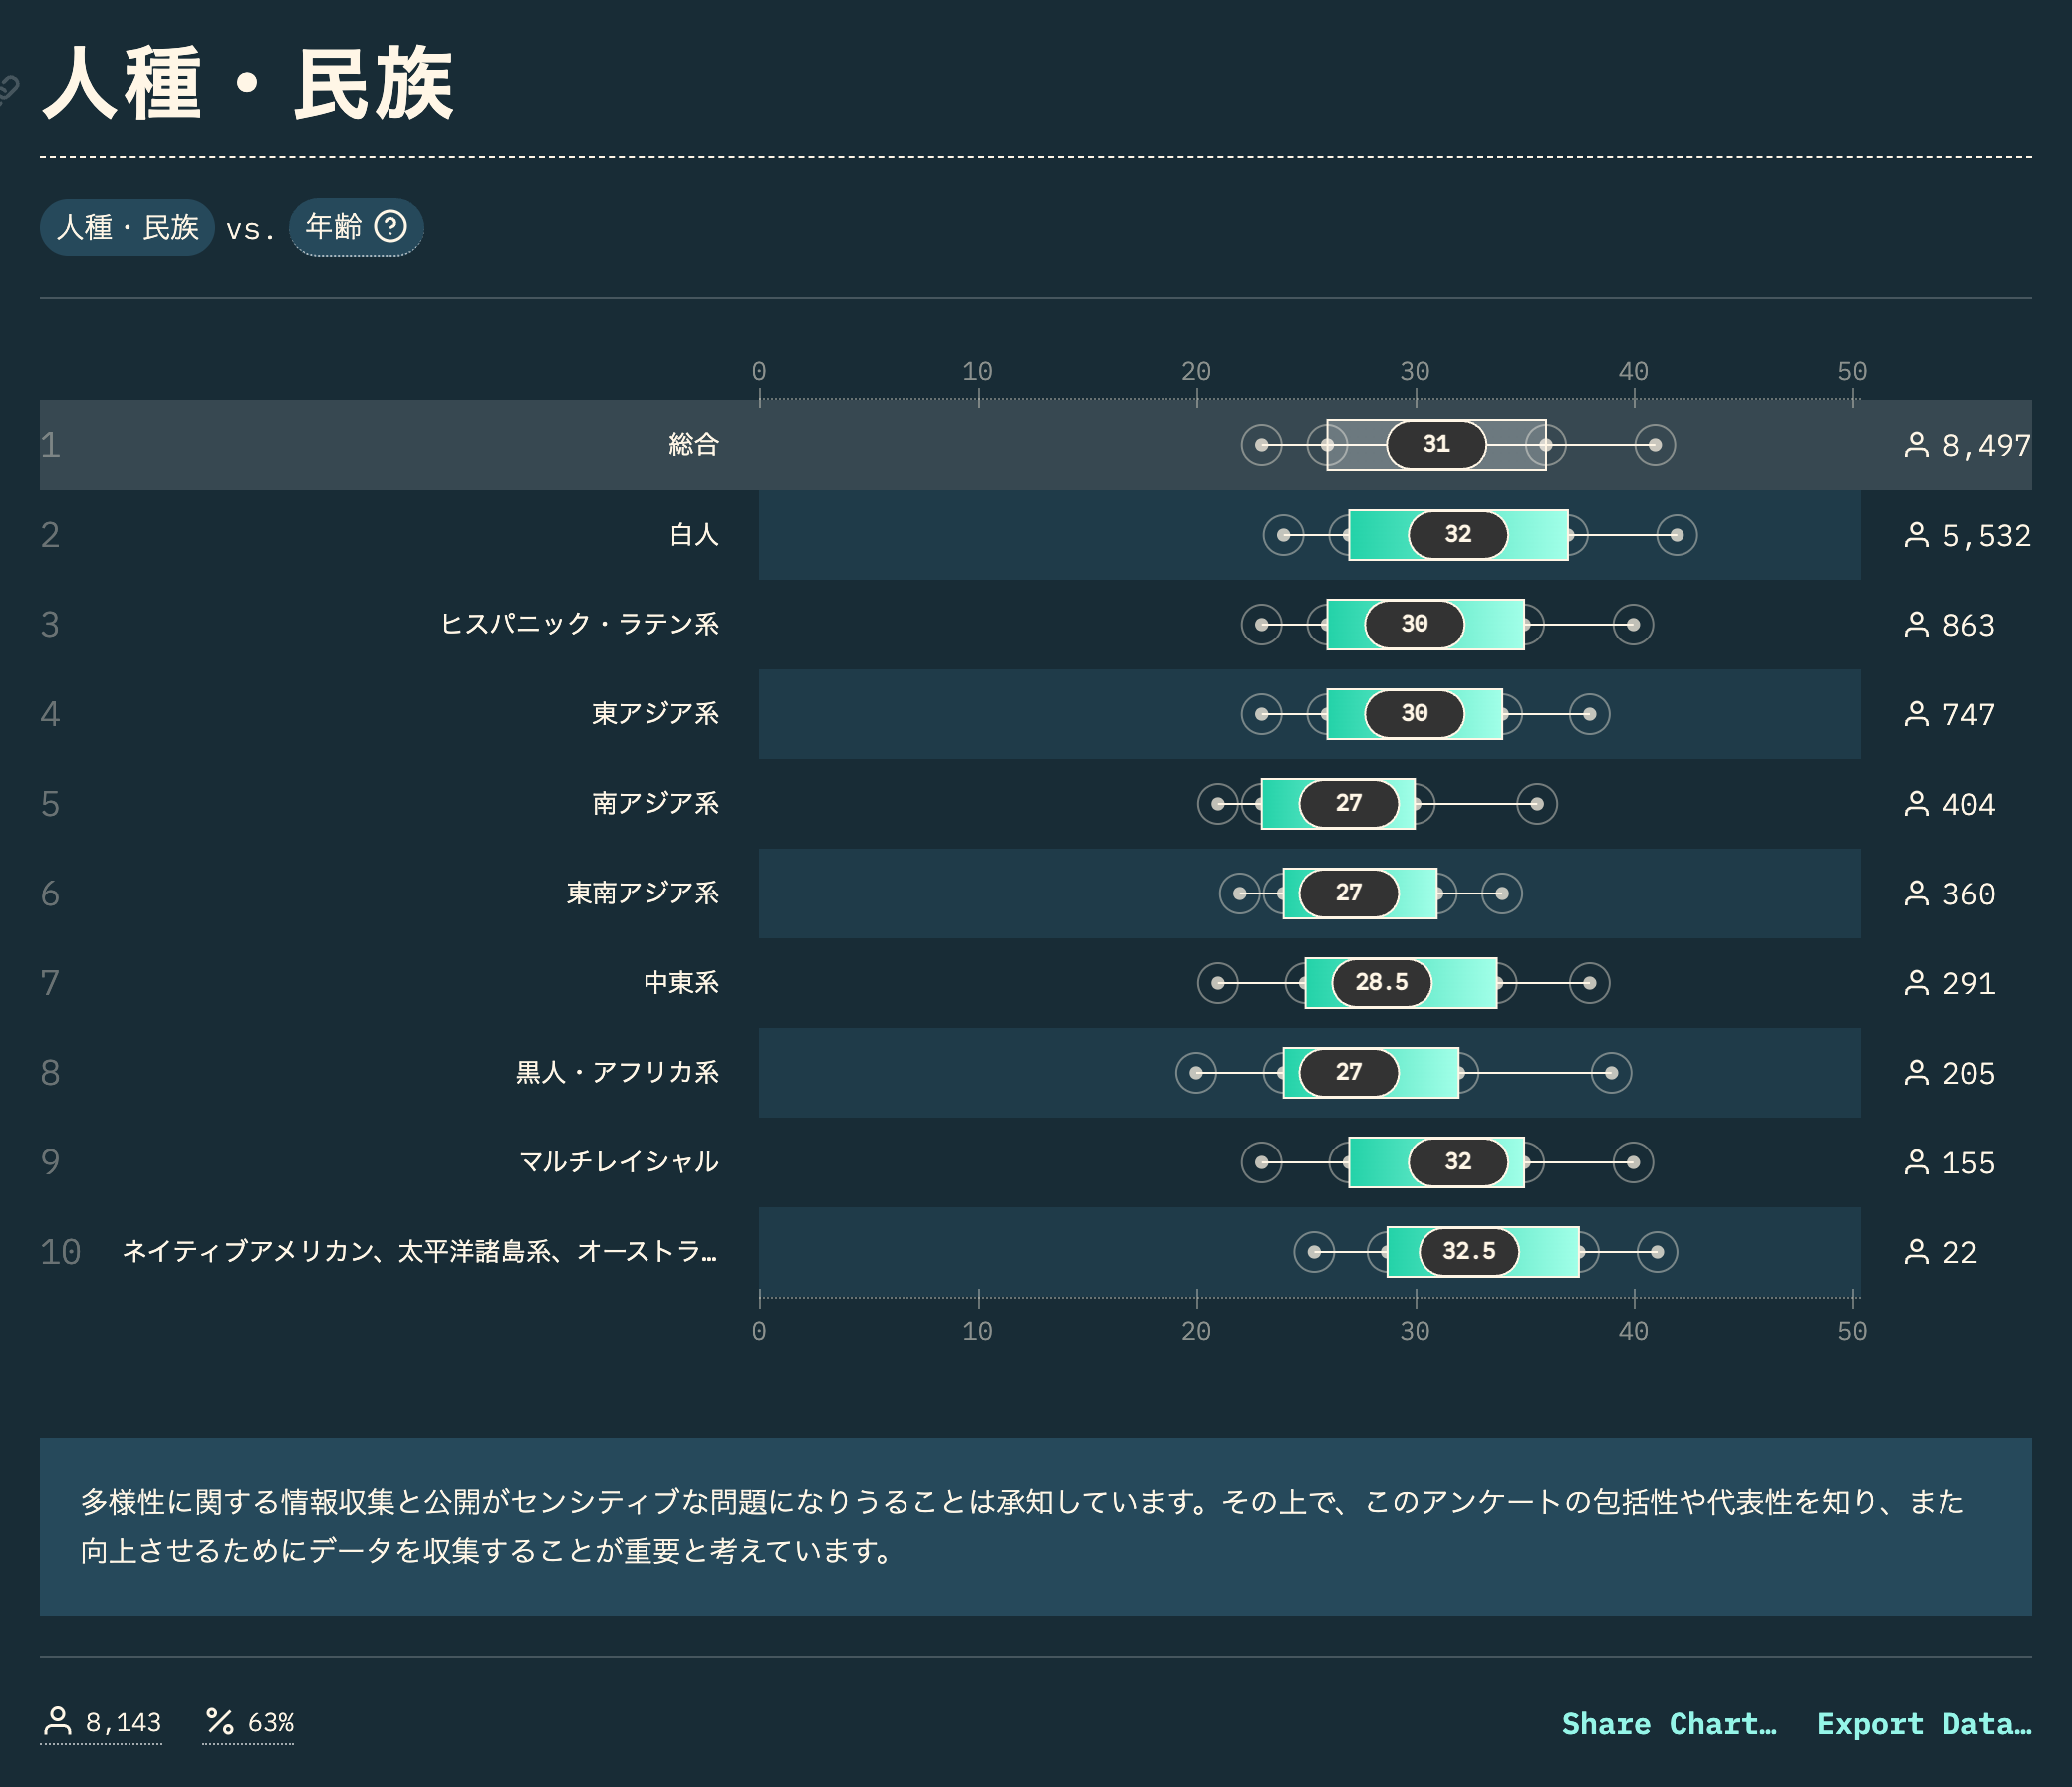 人種・民族
人種・民族 vs. 年齢 ?
0 10 20 30 40 50
1 総合 31 8,497
2 白人 32 5,532
3 ヒスパニック・ラテン系 30 863
4 東アジア系 30 747
5 南アジア系 27 404
6 東南アジア系 27 360
7 中東系 28.5 291
8 黒人・アフリカ系 27 205
9 マルチレイシャル 32 155
10 ネイティブアメリカン、太平洋諸島系、オーストラ… 32.5 22
0 10 20 30 40 50
多様性に関する情報収集と公開がセンシティブな問題になりうることは承知しています。その上で、このアンケートの包括性や代表性を知り、また
向上させるためにデータを収集することが重要と考えています。
8,143 % 63% Share Chart… Export Data…